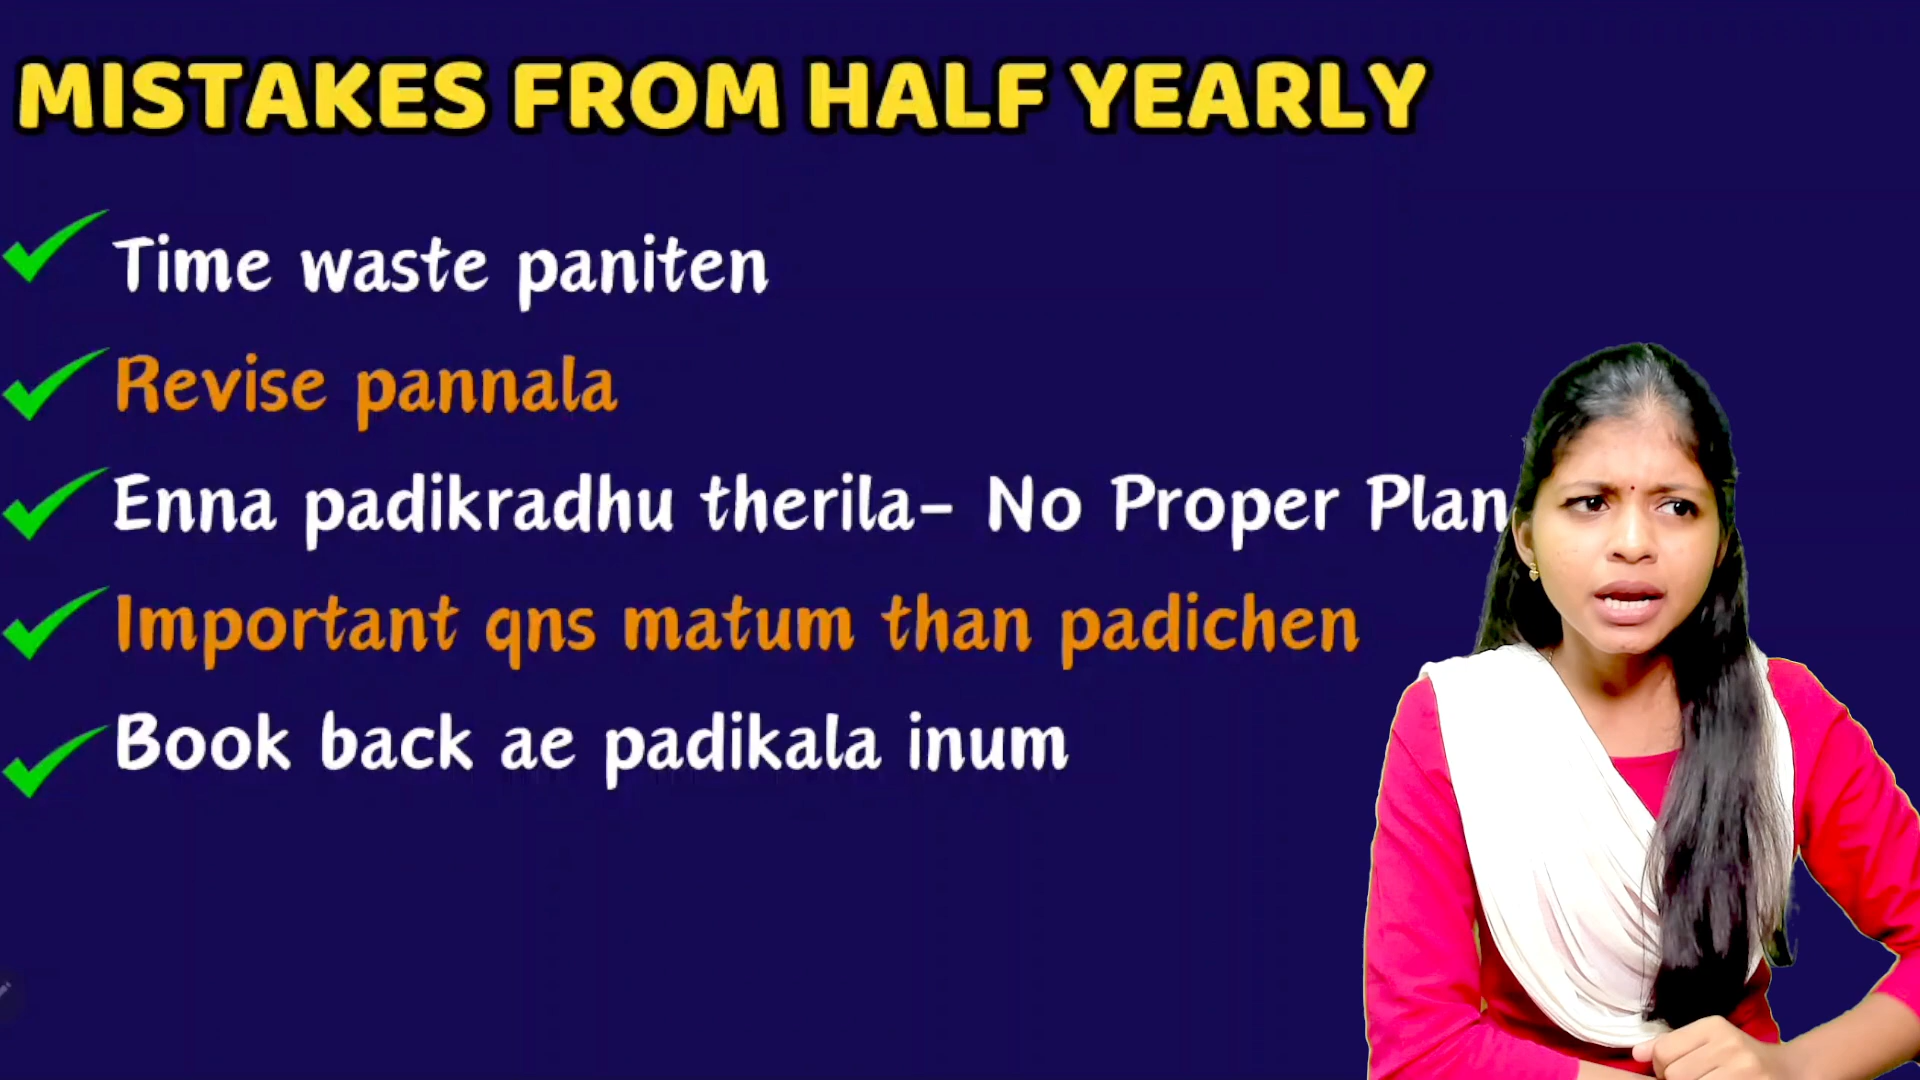 MISTAKES FROM HALF YEARLY
Time waste paniten
Revise pannala
Enna padikradhu therila- No Proper Plan
Important qns matum than padichen
Book back ae padikala inum